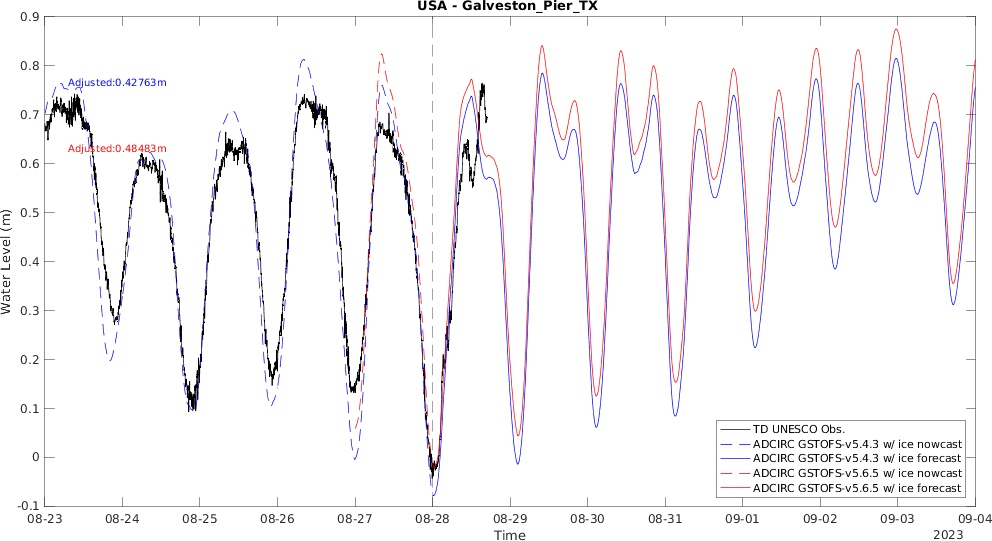 USA - Galveston_Pier_TX
0.9
0.8
0.7
0.6
0.5
0.4
0.3
0.2
0.1
0
-0.1
Water Level (m)
Adjusted:0.42763m
Adjusted:0.48483m
TD UNESCO Obs.
ADCIRC GSTOFS-v5.4.3 w/ ice nowcast
ADCIRC GSTOFS-v5.4.3 w/ ice forecast
ADCIRC GSTOFS-v5.6.5 w/ ice nowcast
ADCIRC GSTOFS-v5.6.5 w/ ice forecast
08-23 08-24 08-25 08-26 08-27 08-28 08-29 08-30 08-31 09-01 09-02 09-03 09-04
Time
2023